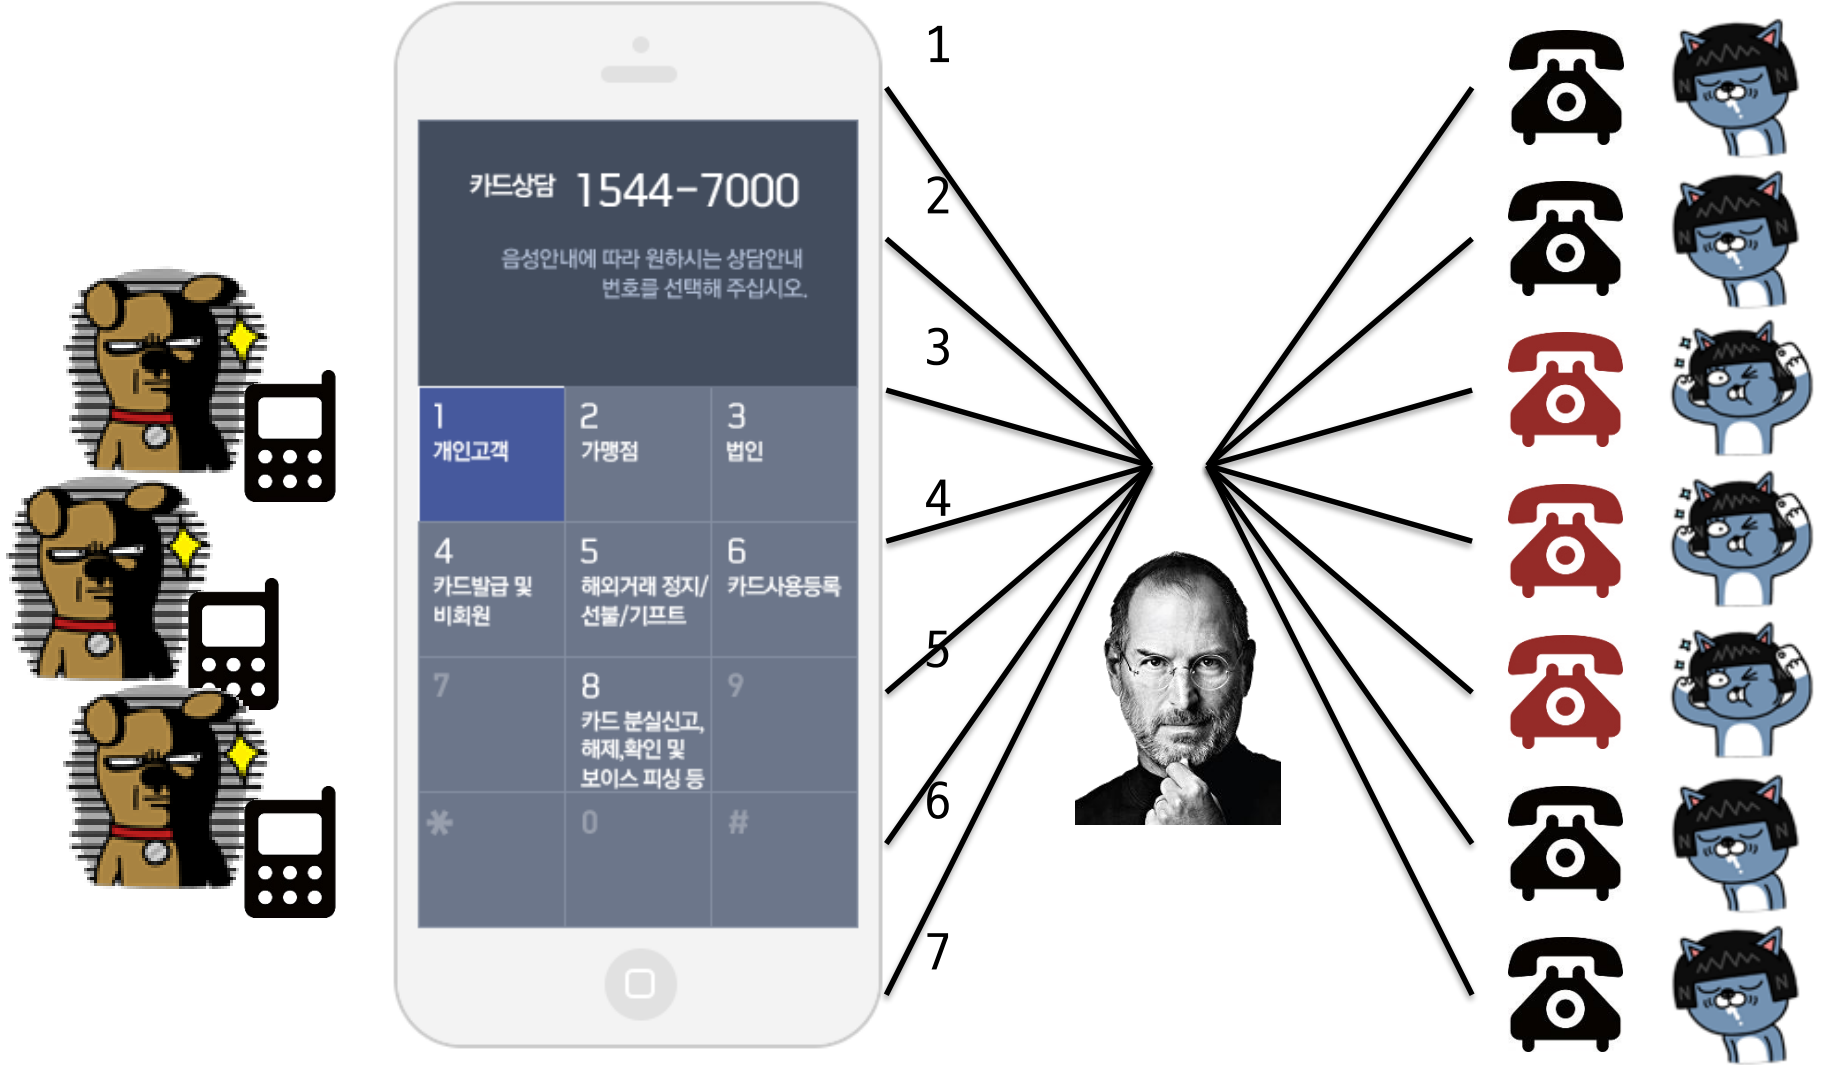 카드상담 1544-7000
음성안내에 따라 원하시는 상담안내
번호를 선택해 주십시오.
1
개인고객
2
가맹점
3
법인
4
카드발급 및
비회원
5
해외거래 정지/
선불/기프트
6
카드사용등록
7
8
카드 분실신고,
해제,확인 및
보이스 피싱 등
9
*
0
#
1
2
3
4
5
6
7